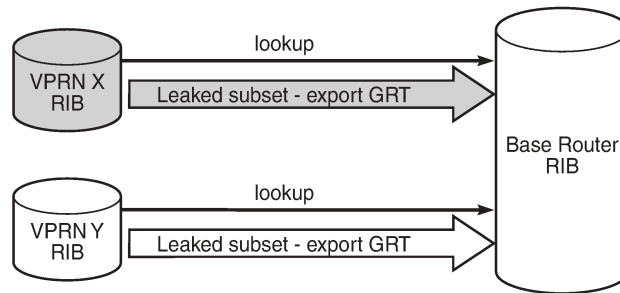 lookup
VPRN X
RIB
Leaked subset - export GRT
Base Router
RIB
lookup
VPRN Y
RIB
Leaked subset - export GRT